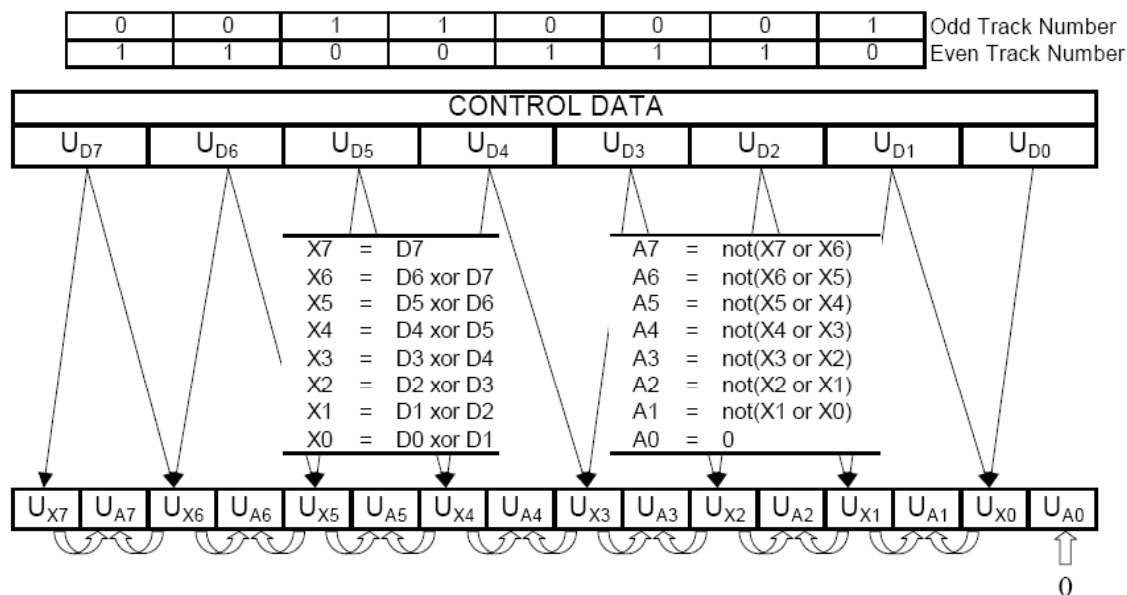 0 0 1 1 0 0 0 1 Odd Track Number
1 1 0 0 1 1 1 0 Even Track Number
CONTROL DATA
UD7 UD6 UD5 UD4 UD3 UD2 UD1 UD0
X7 = D7
X6 = D6 xor D7
X5 = D5 xor D6
X4 = D4 xor D5
X3 = D3 xor D4
X2 = D2 xor D3
X1 = D1 xor D2
X0 = D0 xor D1
A7 = not(X7 or X6)
A6 = not(X6 or X5)
A5 = not(X5 or X4)
A4 = not(X4 or X3)
A3 = not(X3 or X2)
A2 = not(X2 or X1)
A1 = not(X1 or X0)
A0 = 0
UX7 UA7 UX6 UA6 UX5 UA5 UX4 UA4 UX3 UA3 UX2 UA2 UX1 UA1 UX0 UA0
0